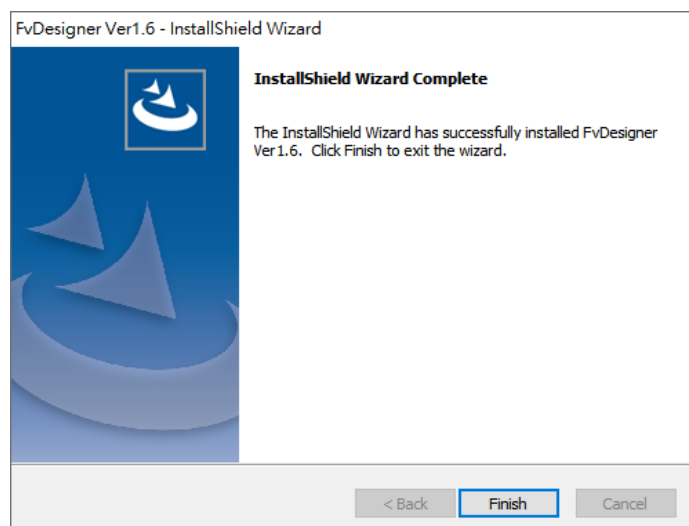 FvDesigner Ver1.6 - InstallShield Wizard
InstallShield Wizard Complete
The InstallShield Wizard has successfully installed FvDesigner
Ver1.6. Click Finish to exit the wizard.
< Back
Finish
Cancel